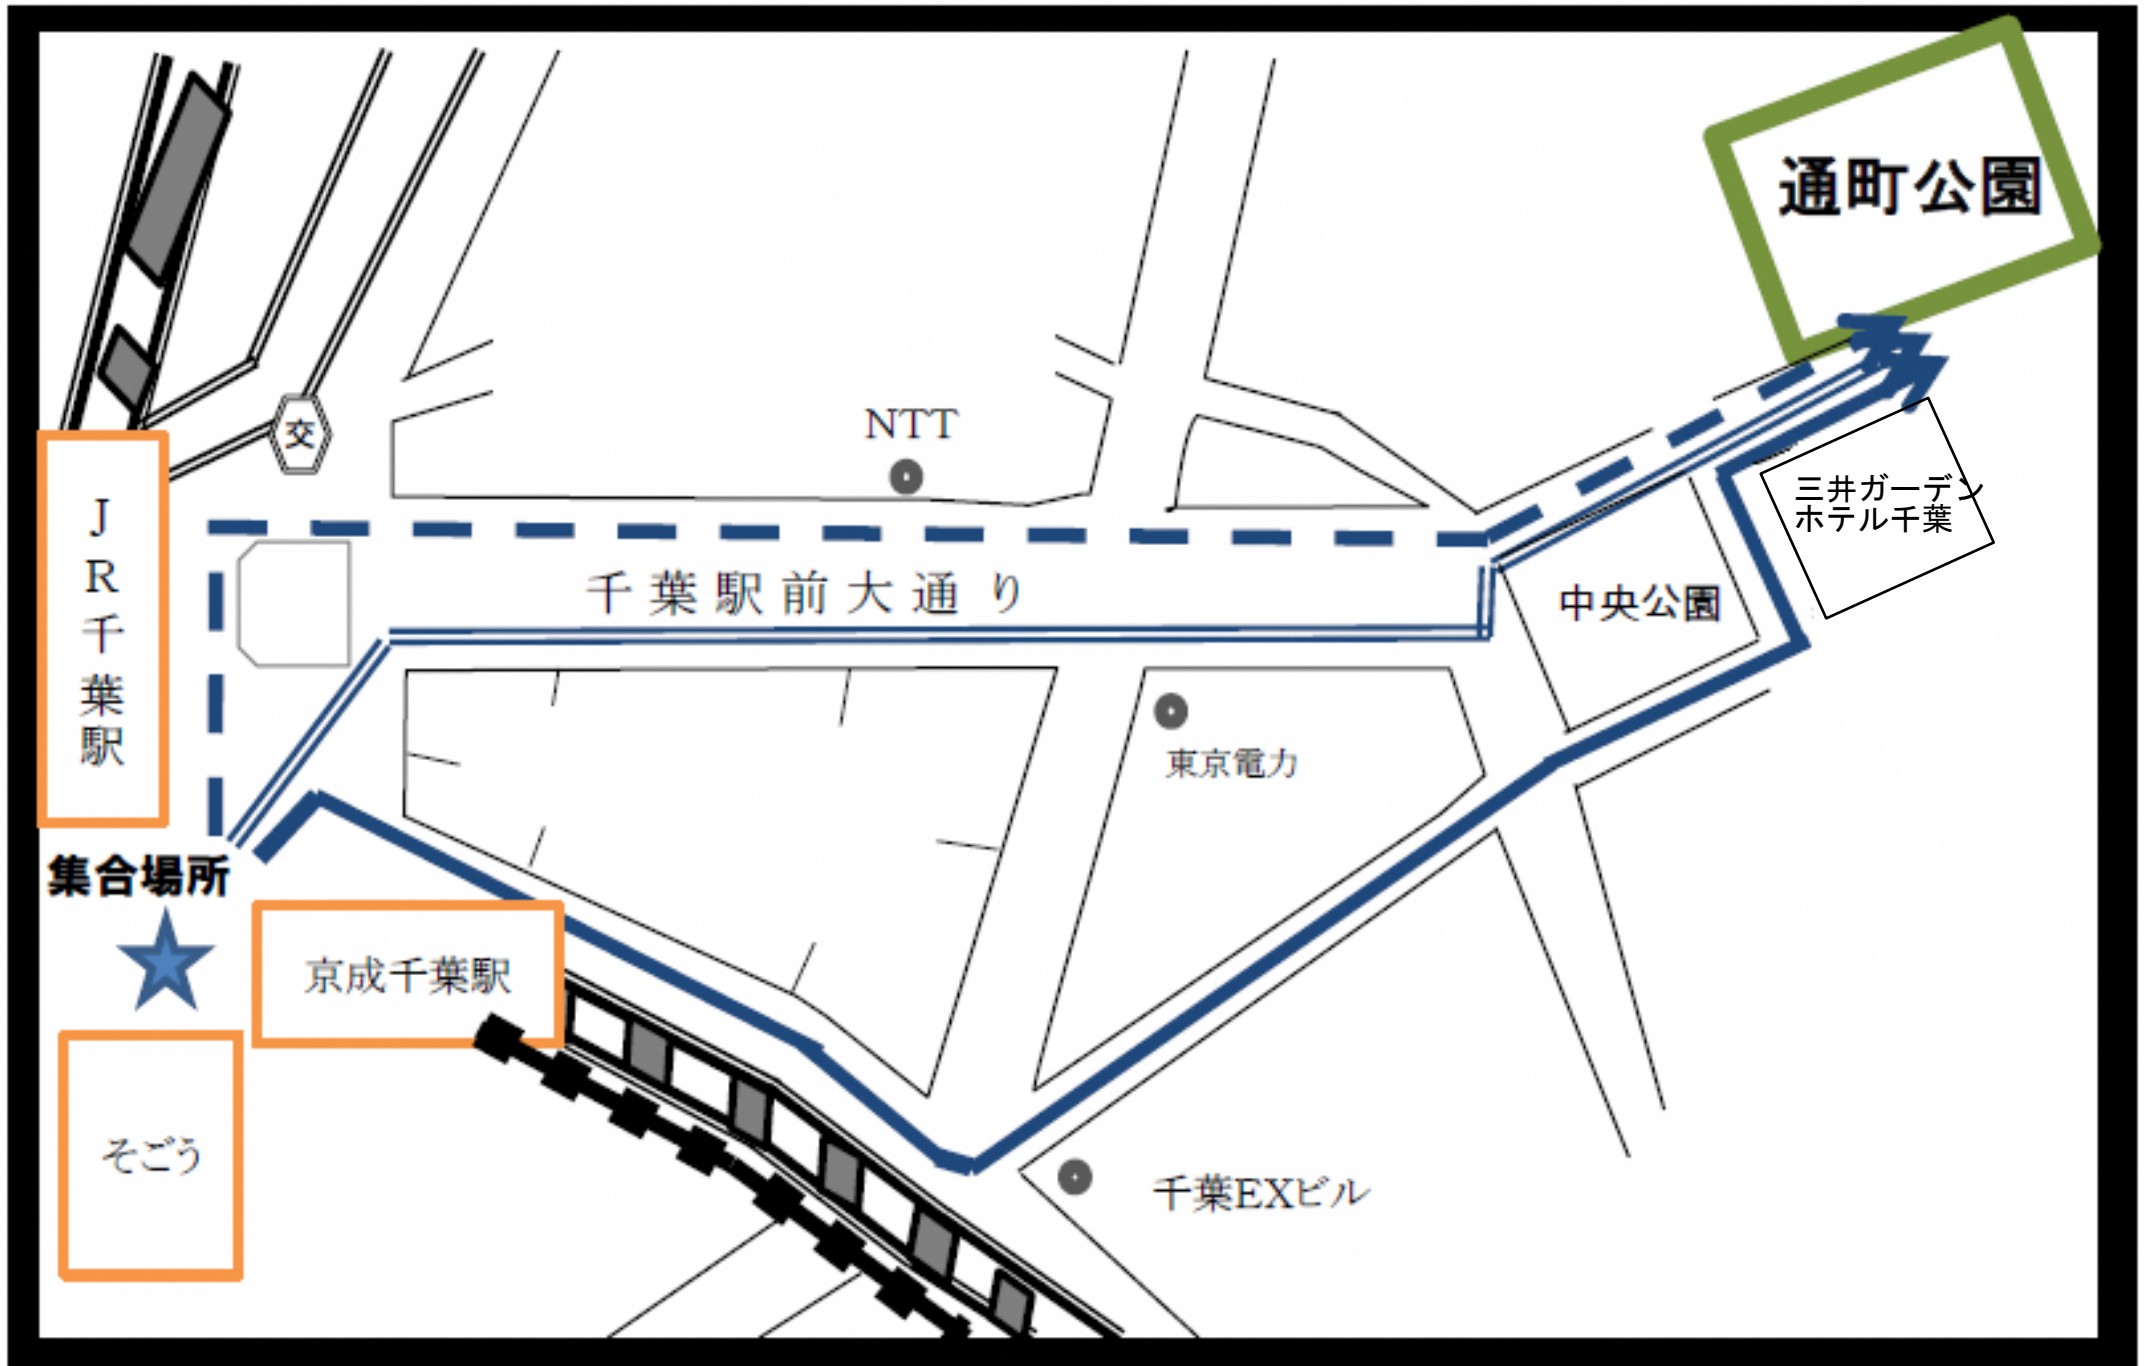 通町公園
交
NTT
JR千葉駅
三井ガーデン
ホテル千葉
千葉駅前大通り
中央公園
東京電力
集合場所
京成千葉駅
そごう
千葉EXビル